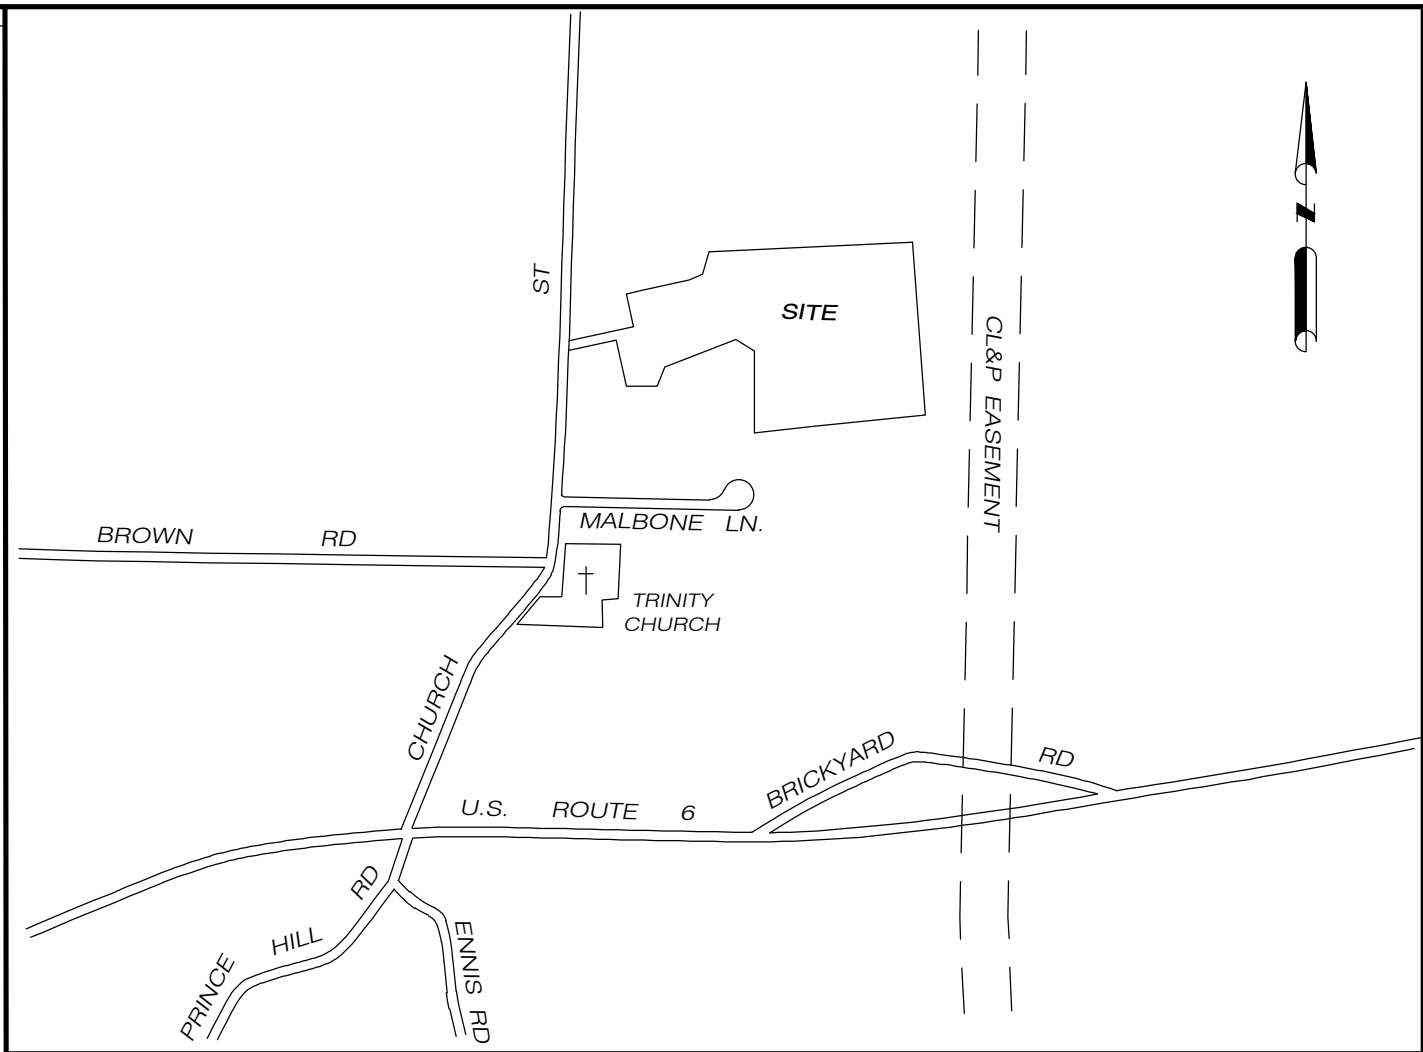 ST
SITE
N
CL&P EASEMENT
MALBONE LN.
BROWN RD
TRINITY
CHURCH
CHURCH
BRICKYARD RD
U.S. ROUTE 6
PRINCE HILL RD
ENNIS RD